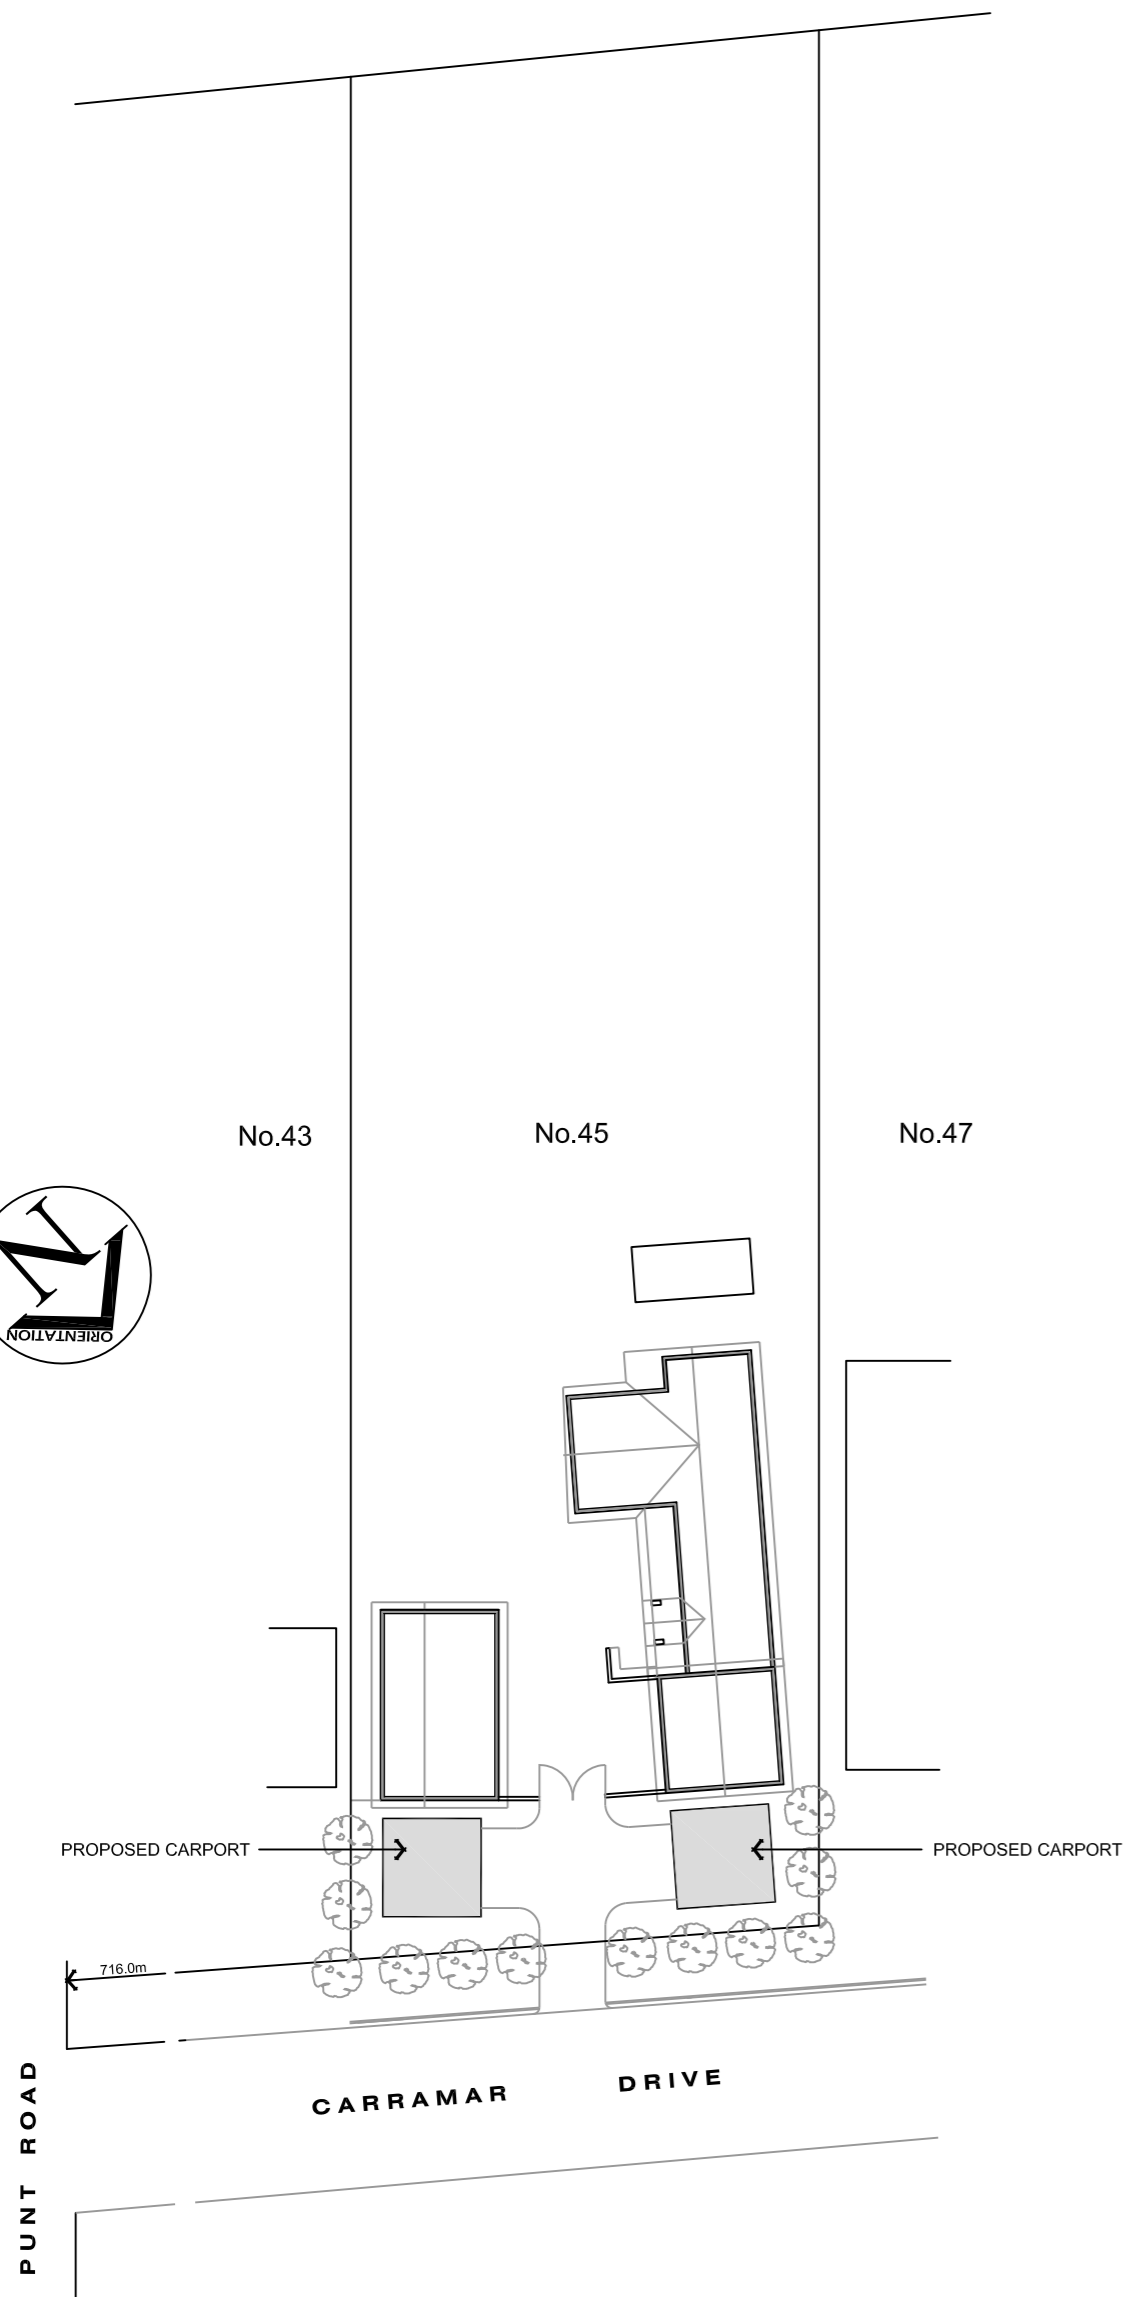 No.43
No.45
No.47
N
ORIENTATION
PROPOSED CARPORT
PROPOSED CARPORT
716.0m
CARRAMAR DRIVE
PUNT ROAD